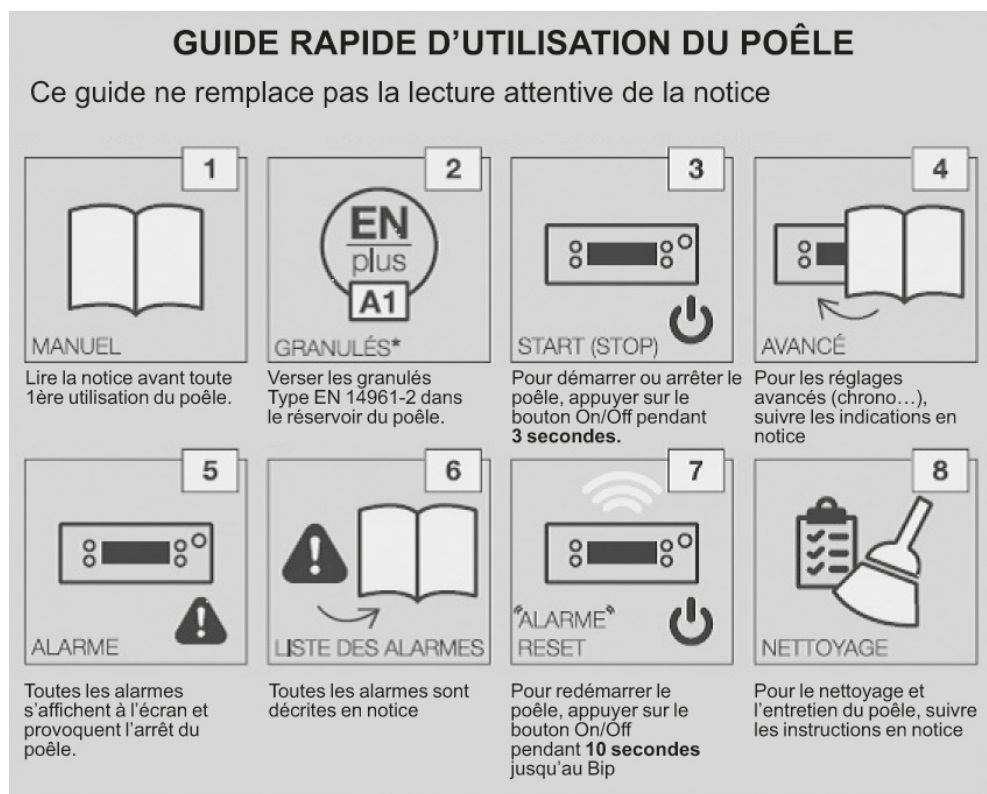 GUIDE RAPIDE D’UTILISATION DU POÊLE
Ce guide ne remplace pas la lecture attentive de la notice
1
MANUEL
Lire la notice avant toute
1ère utilisation du poêle.
2
EN
plus
A1
GRANULÉS*
Verser les granulés
Type EN 14961-2 dans
le réservoir du poêle.
3
START (STOP)
Pour démarrer ou arrêter le
poêle, appuyer sur le
bouton On/Off pendant
3 secondes.
4
AVANCÉ
Pour les réglages
avancés (chrono…),
suivre les indications en
notice
5
ALARME
Toutes les alarmes
s’affichent à l’écran et
provoquent l’arrêt du
poêle.
6
LISTE DES ALARMES
Toutes les alarmes sont
décrites en notice
7
"ALARME"
RESET
Pour redémarrer le
poêle, appuyer sur le
bouton On/Off
pendant 10 secondes
jusqu’au Bip
8
NETTOYAGE
Pour le nettoyage et
l’entretien du poêle, suivre
les instructions en notice